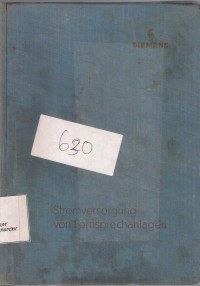 SIEMENS
620
Stromversorgung
von Fernsprechanlagen